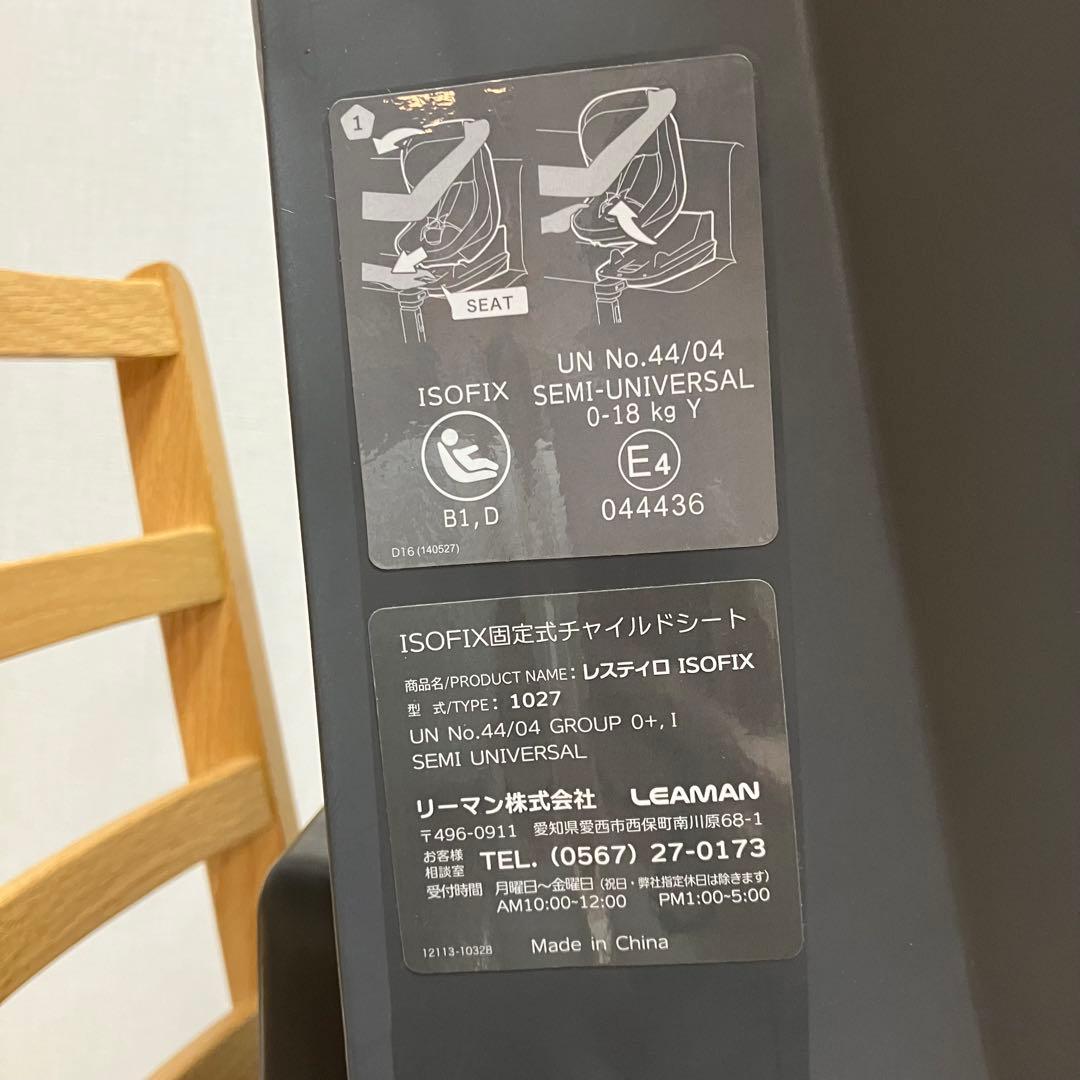 1
SEAT
ISOFIX
B1,D
UN No.44/04
SEMI-UNIVERSAL
0-18 kg Y
E4
044436
D16(140527)
ISOFIX固定式チャイルドシート
商品名/PRODUCT NAME:レスティロ ISOFIX
型 式/TYPE: 1027
UN No.44/04 GROUP 0+,I
SEMI UNIVERSAL
リーマン株式会社 LEAMAN
〒496-0911 愛知県愛西市西保町南川原68-1
お客様相談室 TEL.(0567)27-0173
受付時間 月曜日~金曜日(祝日・弊社指定休日は除きます)
AM10:00~12:00 PM1:00~5:00
12113-1032B Made in China